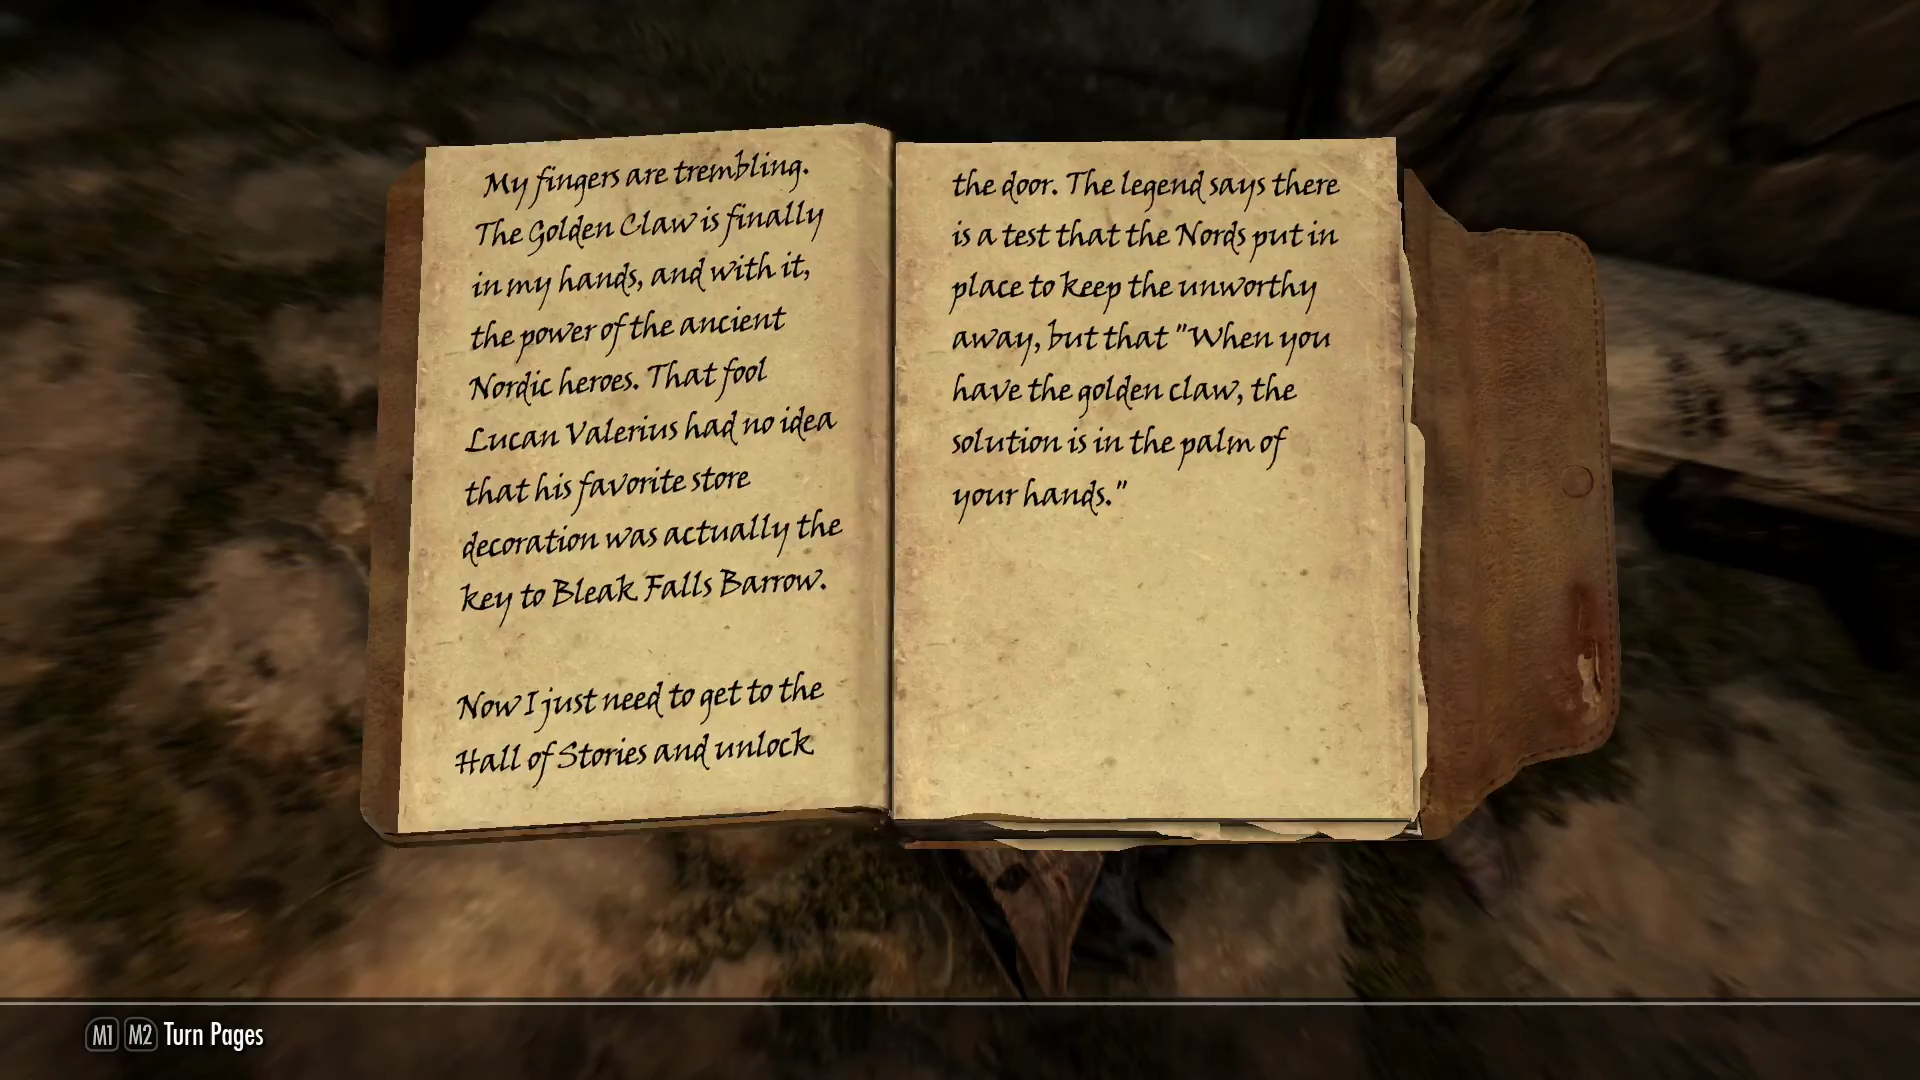 My fingers are trembling.
The Golden Claw is finally
in my hands, and with it,
the power of the ancient
Nordic heroes. That fool
Lucan Valerius had no idea
that his favorite store
decoration was actually the
key to Bleak Falls Barrow.
Now I just need to get to the
Hall of Stories and unlock
the door. The legend says there
is a test that the Nords put in
place to keep the unworthy
away, but that "When you
have the golden claw, the
solution is in the palm of
your hands."
M1 M2 Turn Pages